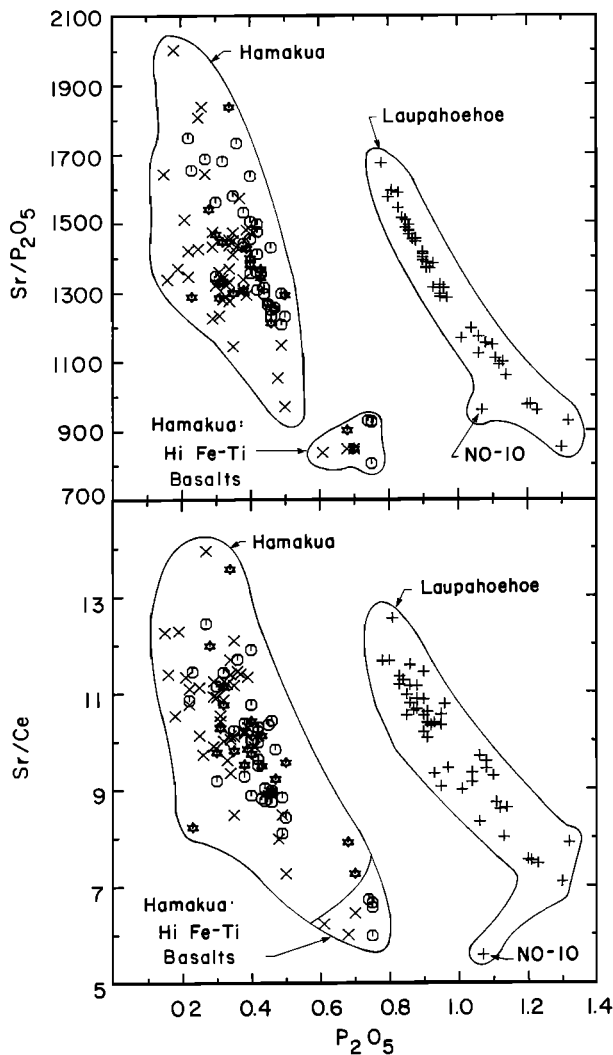 2100
1900
1700
1500
1300
1100
900
700
Sr/P2O5
Hamakua
Laupahoehoe
Hamakua:
Hi Fe-Ti
Basalts
NO-10
13
11
9
7
5
Sr/Ce
Hamakua
Laupahoehoe
Hamakua:
Hi Fe-Ti
Basalts
NO-10
0.2 0.4 0.6 0.8 1.0 1.2 1.4
P2O5